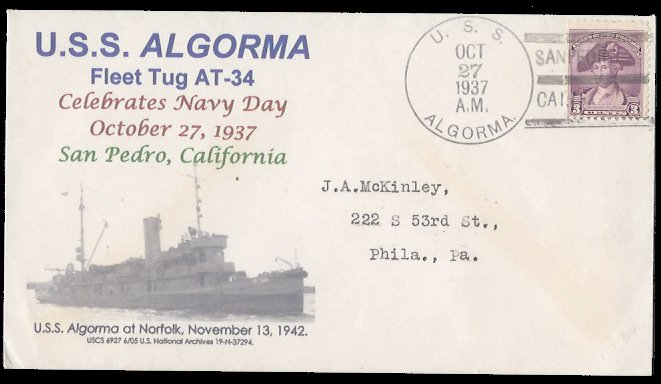 U.S.S. ALGORMA
Fleet Tug AT-34
Celebrates Navy Day
October 27, 1937
San Pedro, California
U. S. S.
OCT
27
1937
A.M.
ALGORMA.
SAN
CAL
3 CENTS 3
J.A.McKinley,
222 S 53rd St.,
Phila., Pa.
U.S.S. Algorma at Norfolk, November 13, 1942.
USCS 6927 6/05 U.S. National Archives 19-N-37294.